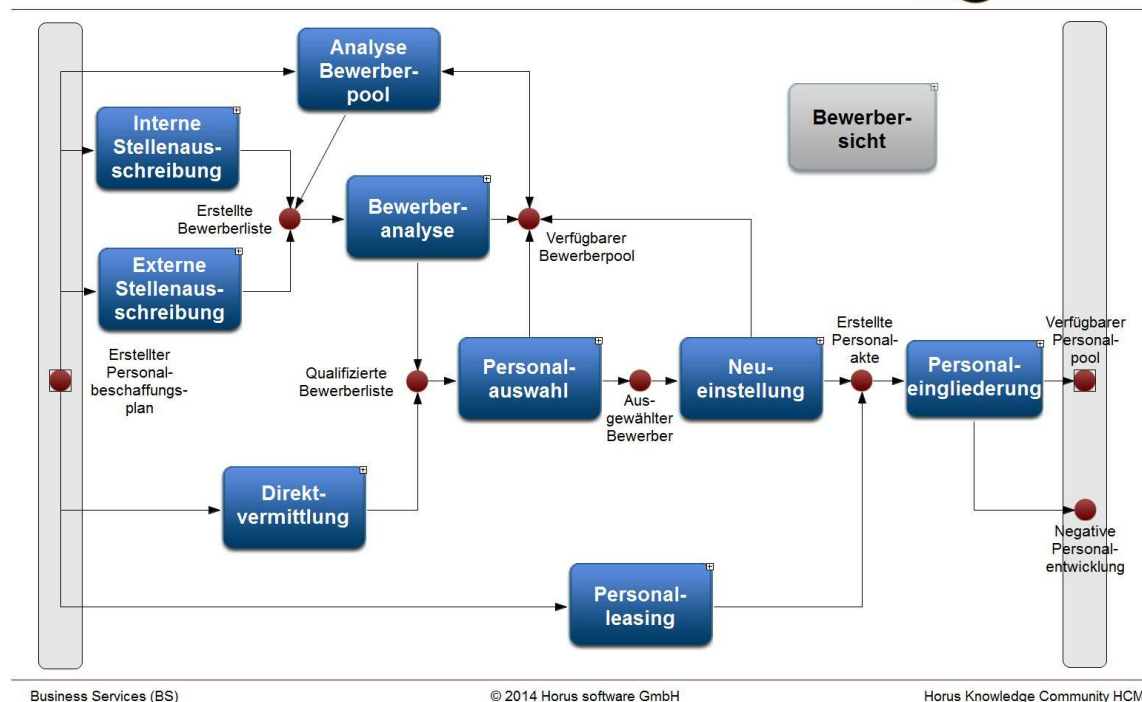 Analyse
Bewerber-
pool
Bewerber-
sicht
Interne
Stellenaus-
schreibung
Erstellte
Bewerberliste
Bewerber-
analyse
Verfügbarer
Bewerberpool
Externe
Stellenaus-
schreibung
Erstellter
Personal-
beschaffungs-
plan
Qualifizierte
Bewerberliste
Personal-
auswahl
Aus-
gewählter
Bewerber
Neu-
einstellung
Erstellte
Personal-
akte
Personal-
eingliederung
Verfügbarer
Personal-
pool
Direkt-
vermittlung
Negative
Personal-
entwicklung
Personal-
leasing
Business Services (BS)
© 2014 Horus software GmbH
Horus Knowledge Community HCM